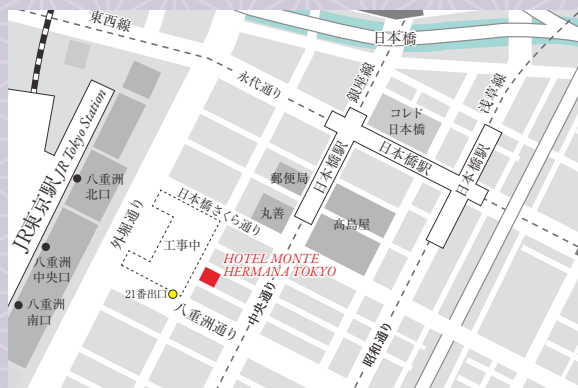 東西線
日本橋
永代通り
銀座線
浅草線
コレド
日本橋
JR東京駅 JR Tokyo Station
八重洲
北口
外堀通り
日本橋さくら通り
郵便局
丸善
日本橋駅
日本橋駅
日本橋駅
髙島屋
工事中
HOTEL MONTE
HERMANA TOKYO
八重洲
中央口
21番出口
八重洲通り
中央通り
昭和通り
八重洲
南口